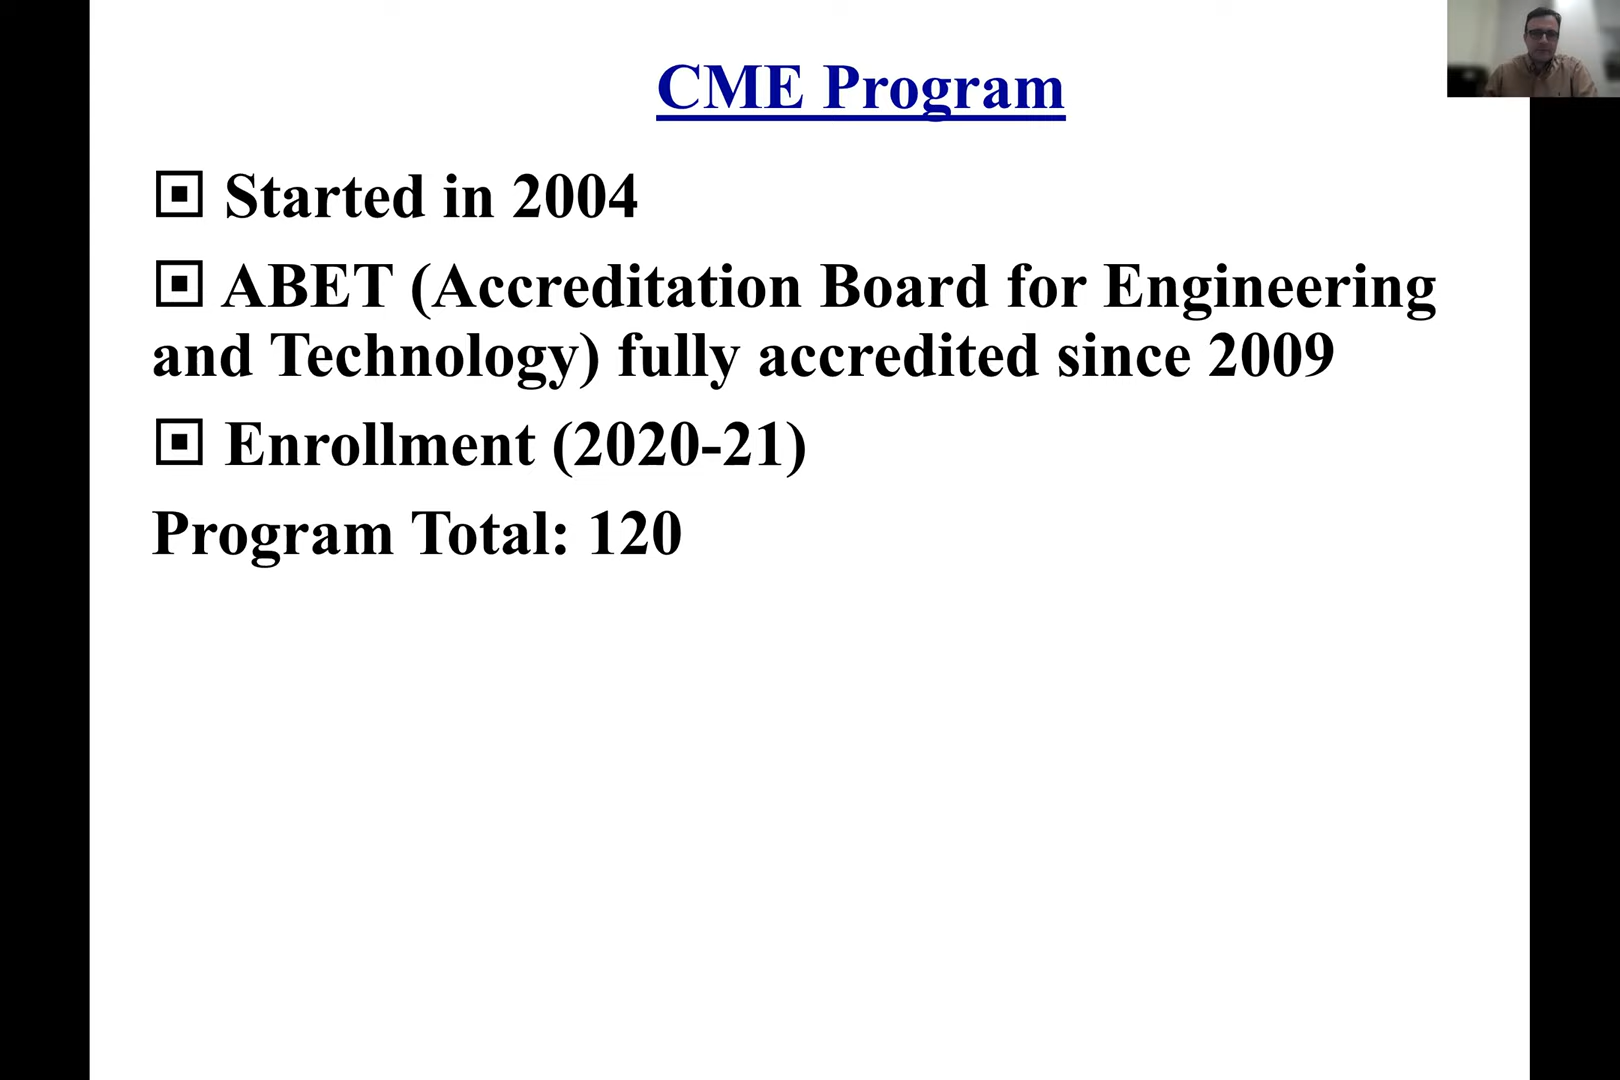 CME Program
Started in 2004
ABET (Accreditation Board for Engineering
and Technology) fully accredited since 2009
Enrollment (2020-21)
Program Total: 120